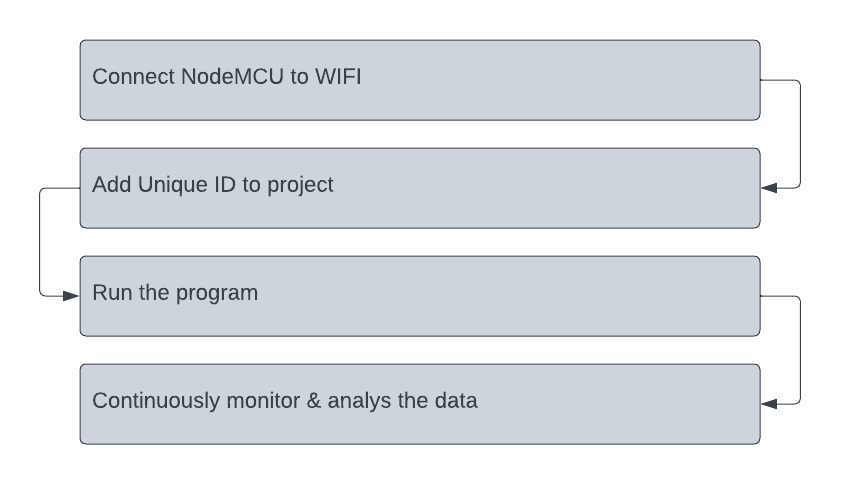 Connect NodeMCU to WIFI
Add Unique ID to project
Run the program
Continuously monitor & analys the data